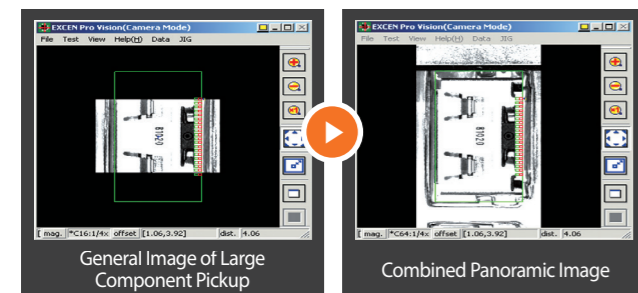 EXCEN Pro Vision(Camera Mode)
File Test View Help(H) Data JIG
81020
[ mag. *C16:1/4x offset [1.06,3.92] dist. 4.06
General Image of Large
Component Pickup
EXCEN Pro Vision(Camera Mode)
File Test View Help(H) Data JIG
81020
[ mag. *C64:1/4x offset [1.06,3.92] dist. 4.06
Combined Panoramic Image